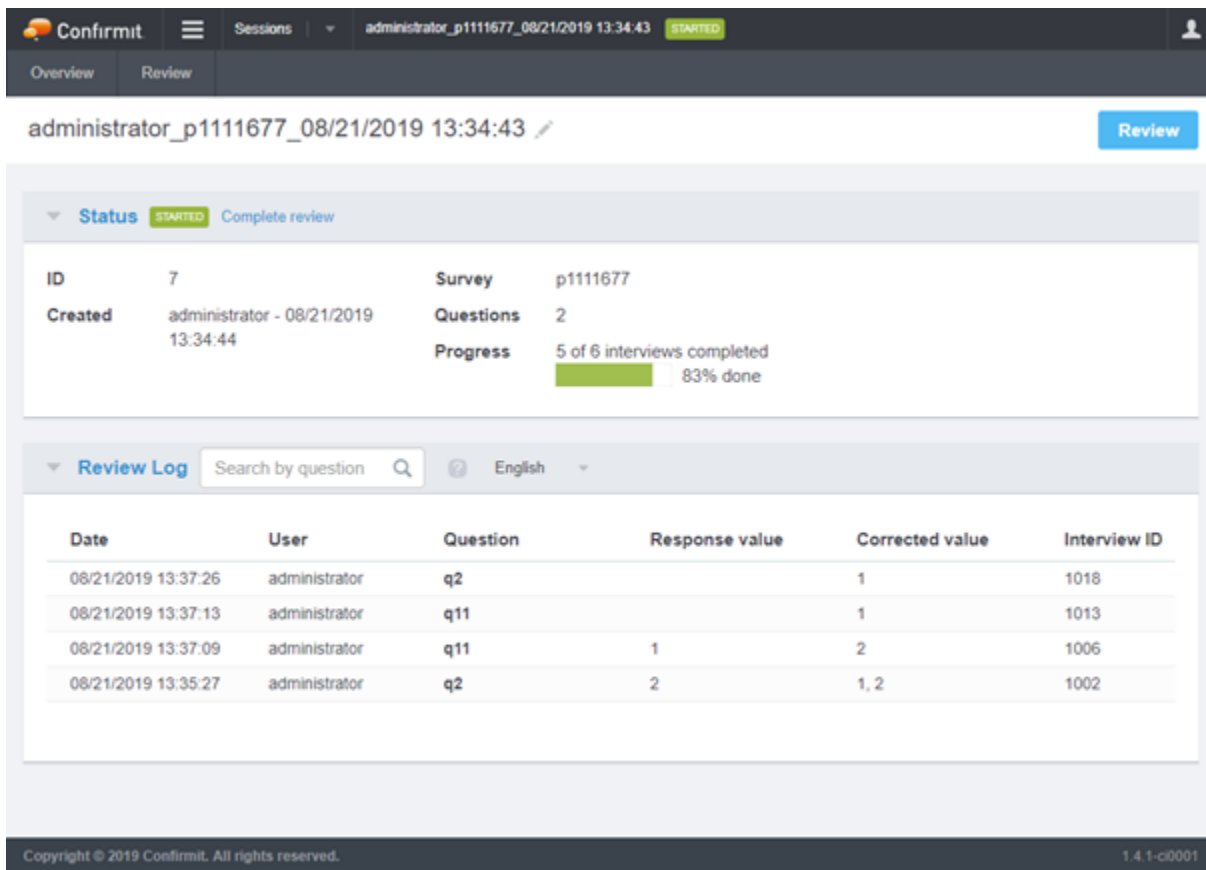 Confirmit Sessions administrator_p1111677_08/21/2019 13:34:43 STARTED
Overview Review
administrator_p1111677_08/21/2019 13:34:43 Review
Status STARTED Complete review
ID 7 Survey p1111677
Created administrator - 08/21/2019 Questions 2
13:34:44
Progress 5 of 6 interviews completed
83% done
Review Log Search by question ? English
Date User Question Response value Corrected value Interview ID
08/21/2019 13:37:26 administrator q2 1 1018
08/21/2019 13:37:13 administrator q11 1 1013
08/21/2019 13:37:09 administrator q11 1 2 1006
08/21/2019 13:35:27 administrator q2 2 1, 2 1002
Copyright © 2019 Confirmit. All rights reserved. 1.4.1-ci0001